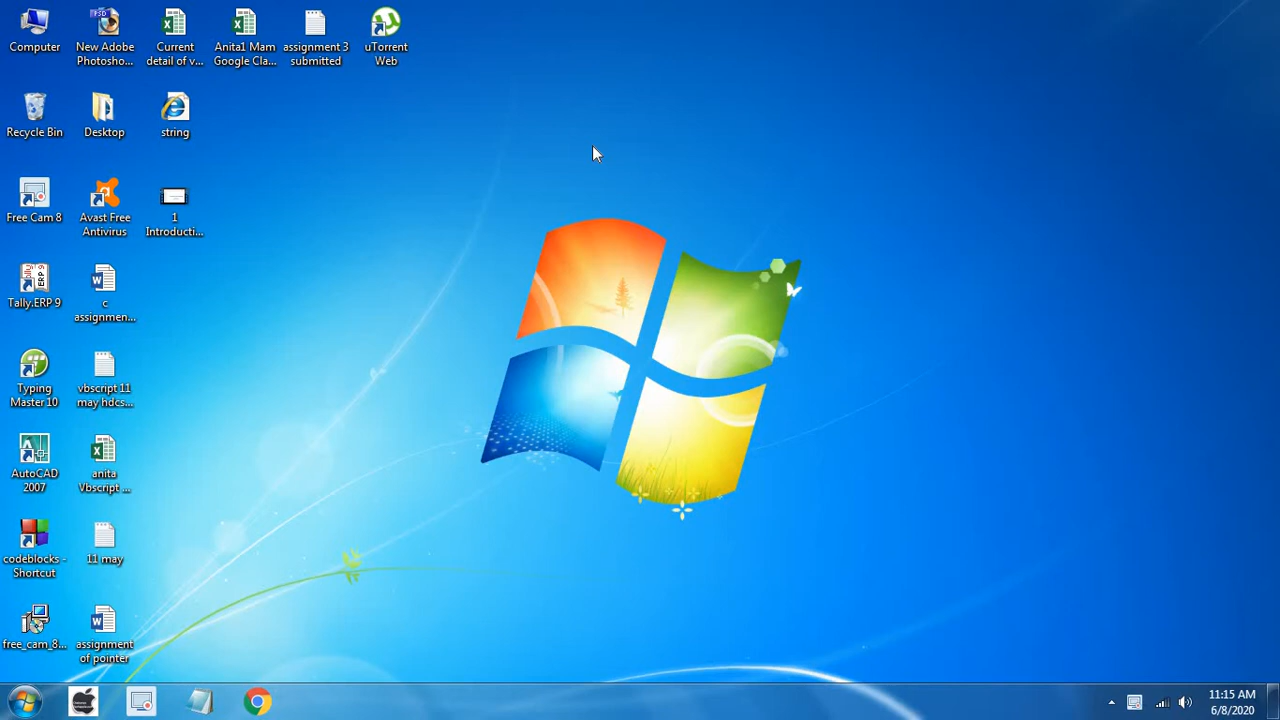 Computer
New Adobe
Photosho...
Current
detail of v...
Anita1 Mam
Google Cla...
assignment 3
submitted
uTorrent
Web
Recycle Bin
Desktop
string
Free Cam 8
Avast Free
Antivirus
1
Introducti...
Tally.ERP 9
c
assignmen...
Typing
Master 10
vbscript 11
may hdcs...
AutoCAD
2007
anita
Vbscript ...
codeblocks -
Shortcut
11 may
free_cam_8...
assignment
of pointer
11:15 AM
6/8/2020